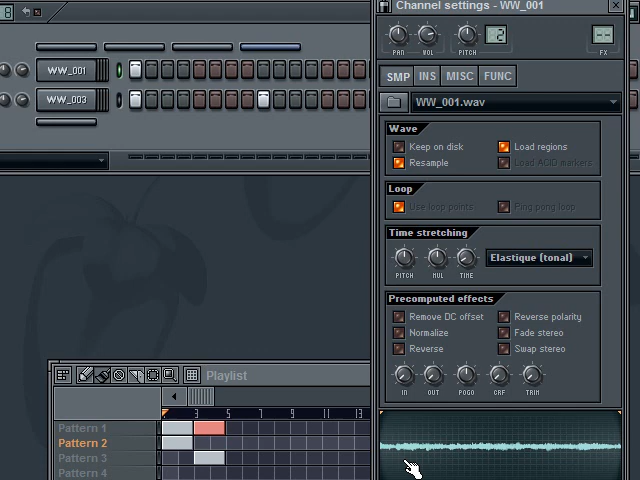 8
Channel settings - WW_001
PAN
VOL
PITCH
2
--
FX
SMP
INS
MISC
FUNC
WW_001
WW_003
WW_001.wav
Wave
Keep on disk
Load regions
Resample
Load ACID markers
Loop
Use loop points
Ping pong loop
Time stretching
PITCH
MUL
TIME
Elastique (tonal)
Precomputed effects
Remove DC offset
Reverse polarity
Normalize
Fade stereo
Reverse
Swap stereo
IN
OUT
POGO
CRF
TRIM
Playlist
3
5
7
9
11
13
Pattern 1
Pattern 2
Pattern 3
Pattern 4